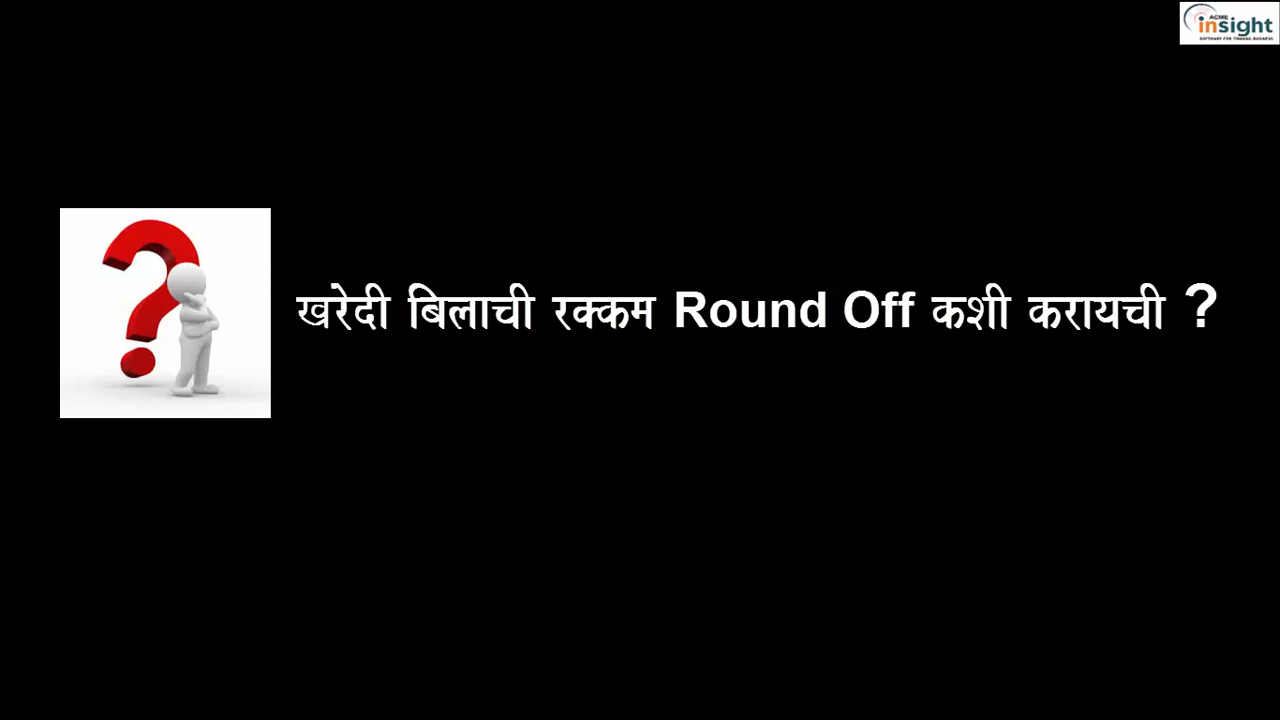 ACME
insight
SOFTWARE FOR TRADING BUSINESS
खरेदी बिलाची रक्कम Round Off कशी करायची ?